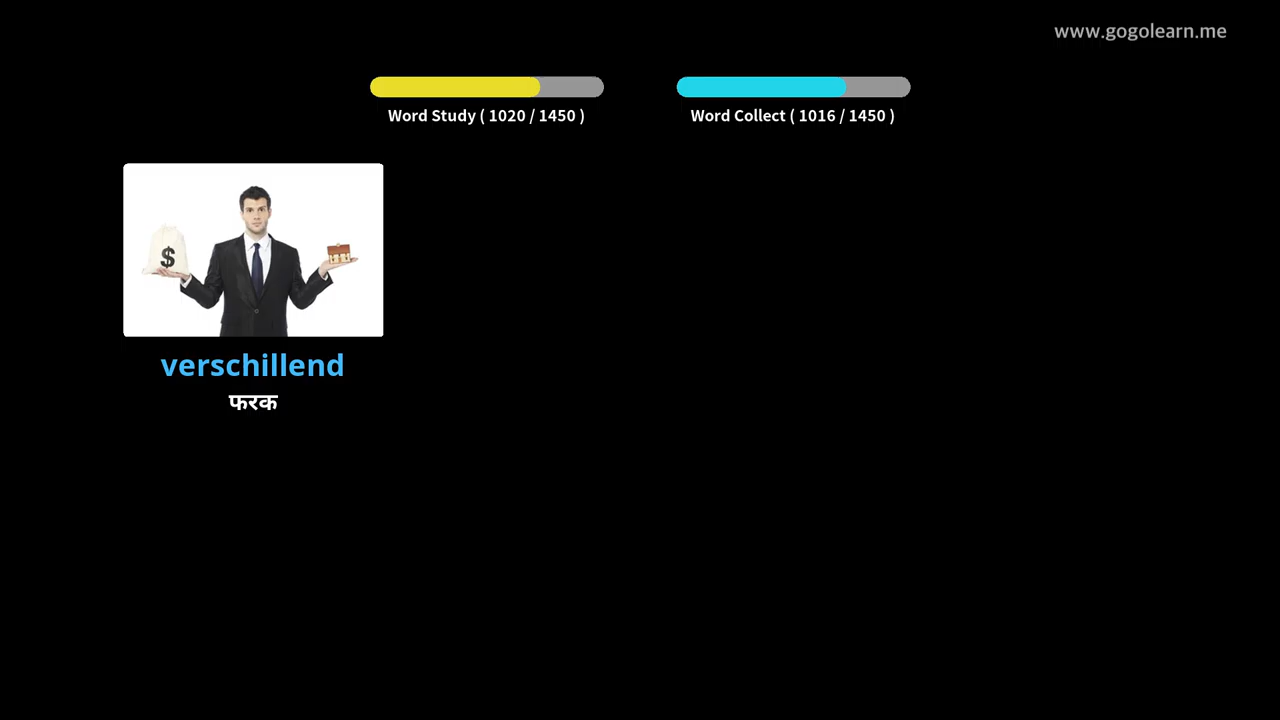 www.gogolearn.me
Word Study ( 1020 / 1450 )
Word Collect ( 1016 / 1450 )
$
verschillend
फरक